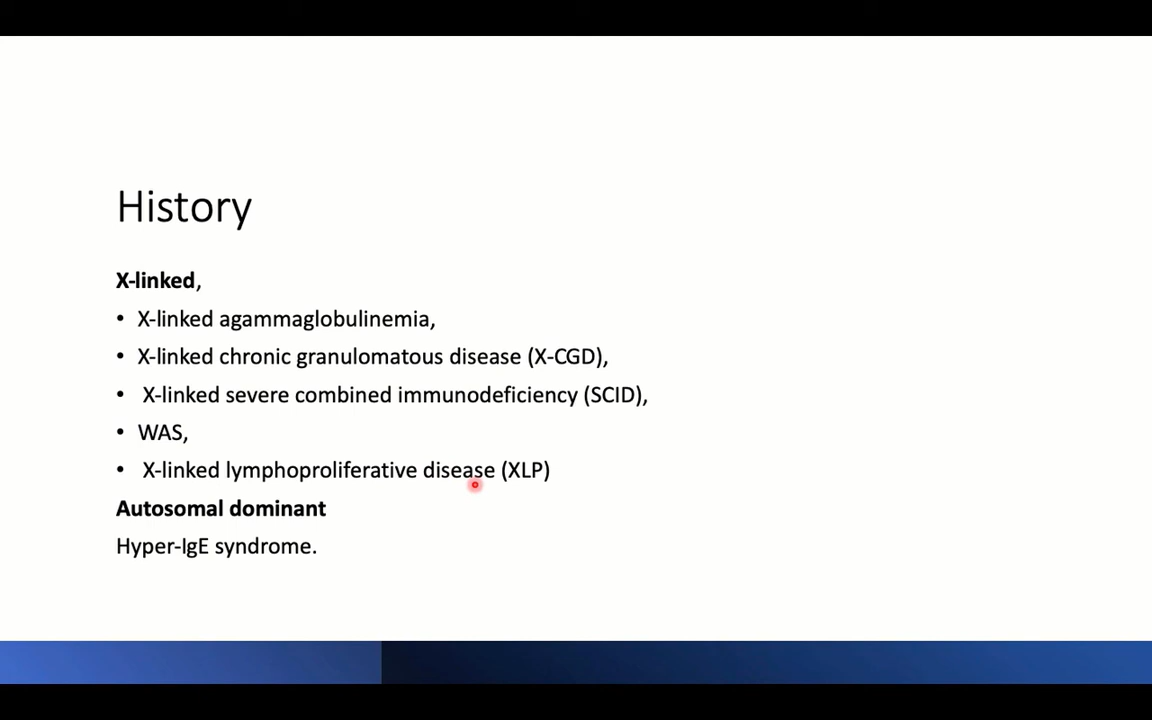 History
X-linked,
• X-linked agammaglobulinemia,
• X-linked chronic granulomatous disease (X-CGD),
• X-linked severe combined immunodeficiency (SCID),
• WAS,
• X-linked lymphoproliferative disease (XLP)
Autosomal dominant
Hyper-IgE syndrome.